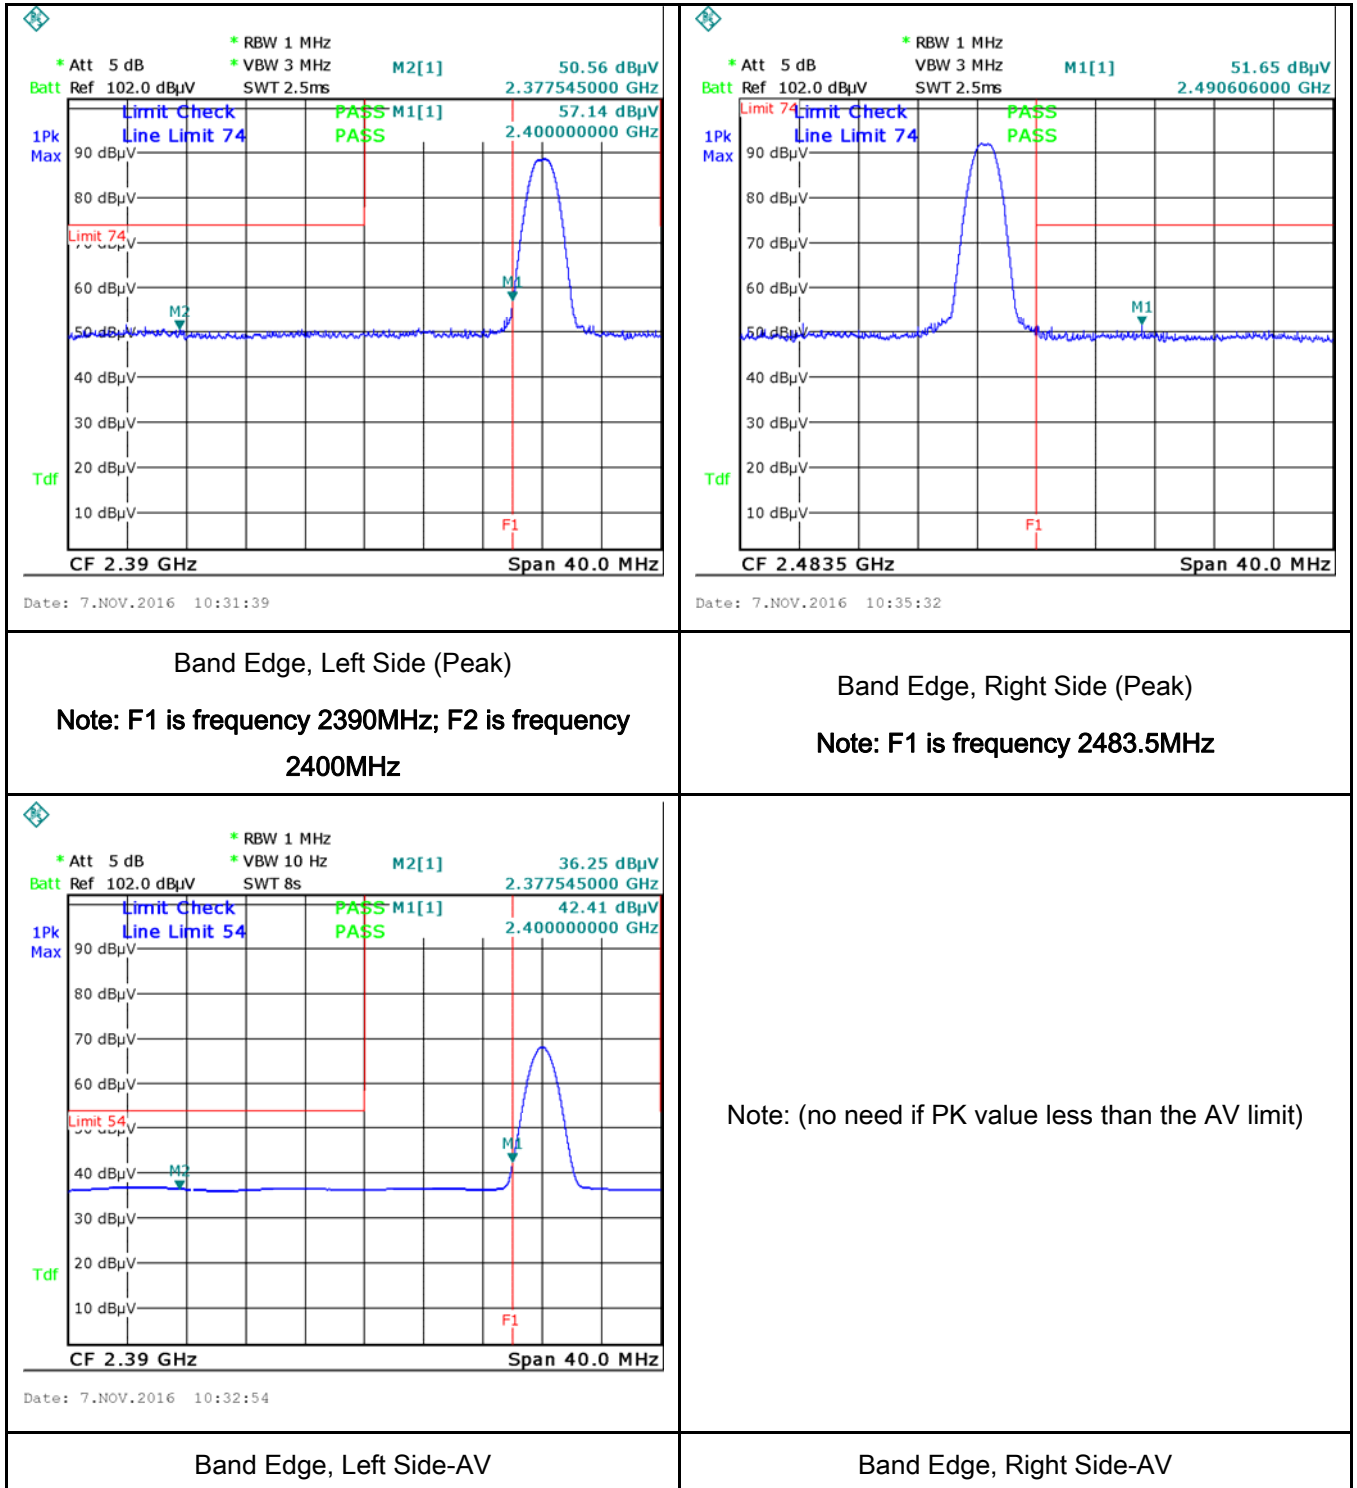 * RBW 1 MHz
* Att 5 dB * VBW 3 MHz M2[1] 50.56 dBµV
Batt Ref 102.0 dBµV SWT 2.5ms 2.377545000 GHz
Limit Check PASS M1[1] 57.14 dBµV
1Pk Line Limit 74 PASS 2.400000000 GHz
Max 90 dBµV
80 dBµV
Limit 74
70 dBµV
60 dBµV M1
M2
50 dBµV
40 dBµV
30 dBµV
20 dBµV
Tdf
10 dBµV
F1
CF 2.39 GHz Span 40.0 MHz
Date: 7.NOV.2016 10:31:39
* RBW 1 MHz
* Att 5 dB VBW 3 MHz M1[1] 51.65 dBµV
Batt Ref 102.0 dBµV SWT 2.5ms 2.490606000 GHz
Limit 74 Limit Check PASS
1Pk Line Limit 74 PASS
Max 90 dBµV
80 dBµV
70 dBµV
60 dBµV
M1
50 dBµV
40 dBµV
30 dBµV
20 dBµV
Tdf
10 dBµV
F1
CF 2.4835 GHz Span 40.0 MHz
Date: 7.NOV.2016 10:35:32
Band Edge, Left Side (Peak)
Note: F1 is frequency 2390MHz; F2 is frequency
2400MHz
Band Edge, Right Side (Peak)
Note: F1 is frequency 2483.5MHz
* RBW 1 MHz
* Att 5 dB * VBW 10 Hz M2[1] 36.25 dBµV
Batt Ref 102.0 dBµV SWT 8s 2.377545000 GHz
Limit Check PASS M1[1] 42.41 dBµV
1Pk Line Limit 54 PASS 2.400000000 GHz
Max 90 dBµV
80 dBµV
70 dBµV
60 dBµV
Limit 54
50 dBµV
M1
40 dBµV M2
30 dBµV
20 dBµV
Tdf
10 dBµV
F1
CF 2.39 GHz Span 40.0 MHz
Date: 7.NOV.2016 10:32:54
Note: (no need if PK value less than the AV limit)
Band Edge, Left Side-AV
Band Edge, Right Side-AV